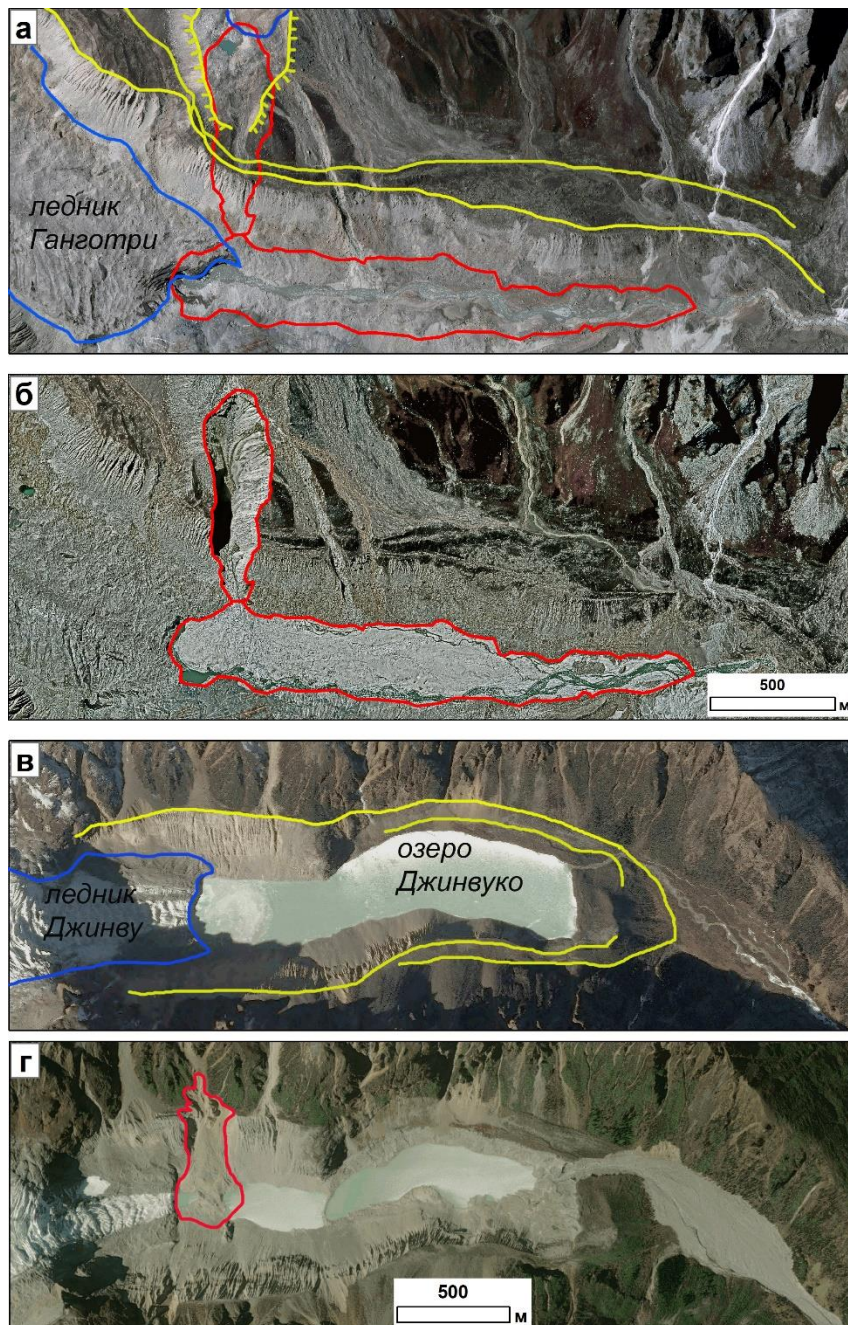 а
ледник
Ганготри
б
500
м
в
озеро
Джинвуко
ледник
Джинву
г
500
м